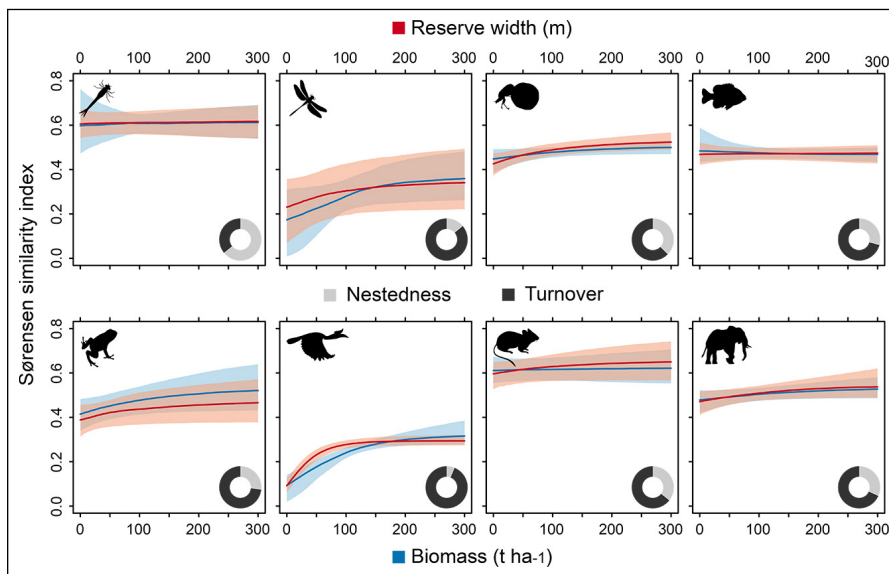 Reserve width (m)
0 100 200 300 0 100 200 300 0 100 200 300 0 100 200 300
Sørensen similarity index
0.8
0.6
0.4
0.2
0.0
Nestedness Turnover
0.8
0.6
0.4
0.2
0.0
0 100 200 300 0 100 200 300 0 100 200 300 0 100 200 300
Biomass (t ha-1)